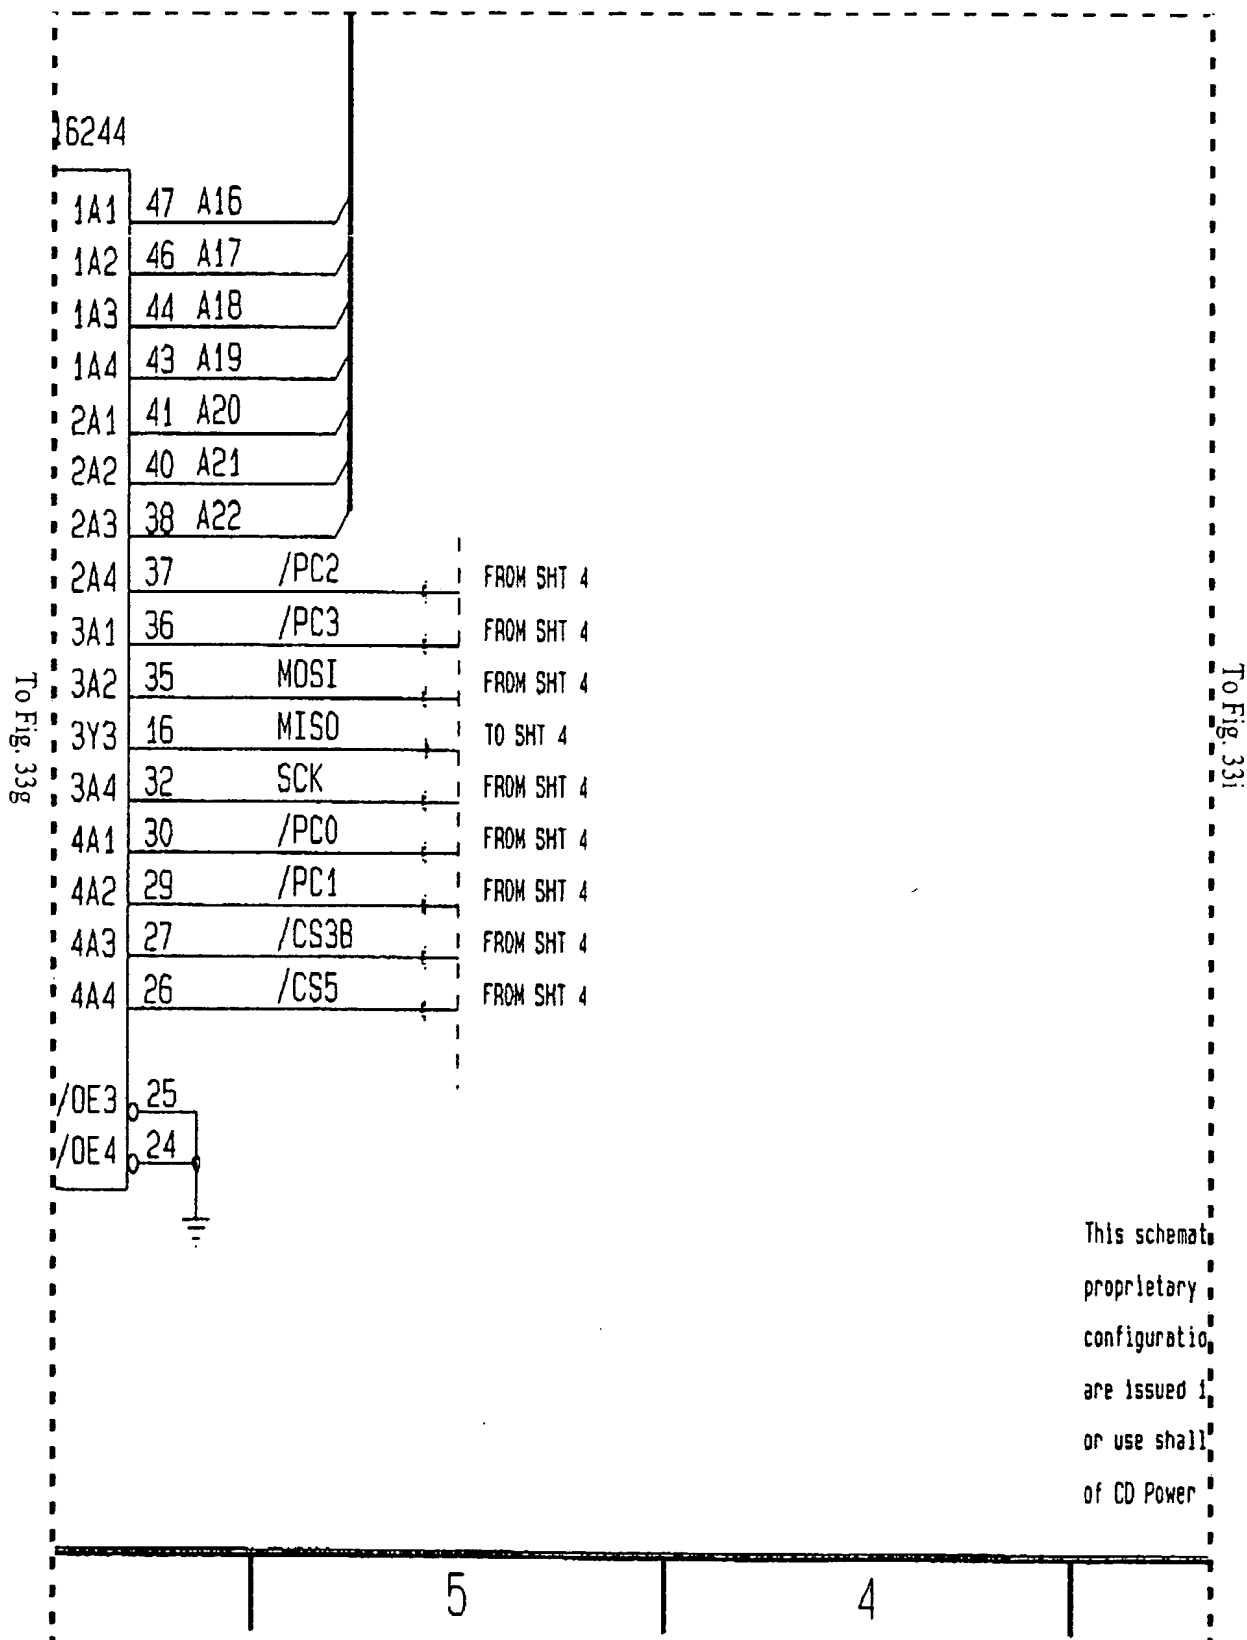 16244
1A1 47 A16
1A2 46 A17
1A3 44 A18
1A4 43 A19
2A1 41 A20
2A2 40 A21
2A3 38 A22
2A4 37 /PC2 FROM SHT 4
3A1 36 /PC3 FROM SHT 4
3A2 35 MOSI FROM SHT 4
3Y3 16 MISO TO SHT 4
3A4 32 SCK FROM SHT 4
4A1 30 /PC0 FROM SHT 4
4A2 29 /PC1 FROM SHT 4
4A3 27 /CS3B FROM SHT 4
4A4 26 /CS5 FROM SHT 4
/OE3 25
/OE4 24
To Fig. 33g
To Fig. 33i
This schemat
proprietary
configuratio
are issued i
or use shall
of CD Power
5 4